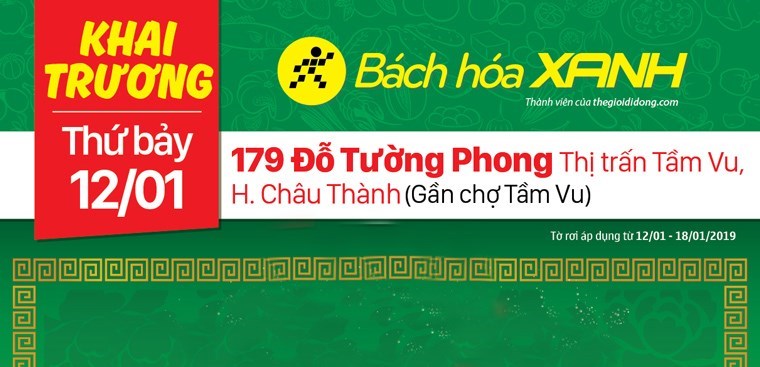 KHAI
TRƯƠNG
Thứ bảy
12/01
Bách hóa XANH
Thành viên của thegioididong.com
179 Đỗ Tường Phong Thị trấn Tầm Vu,
H. Châu Thành (Gần chợ Tầm Vu)
Tờ rơi áp dụng từ 12/01 - 18/01/2019